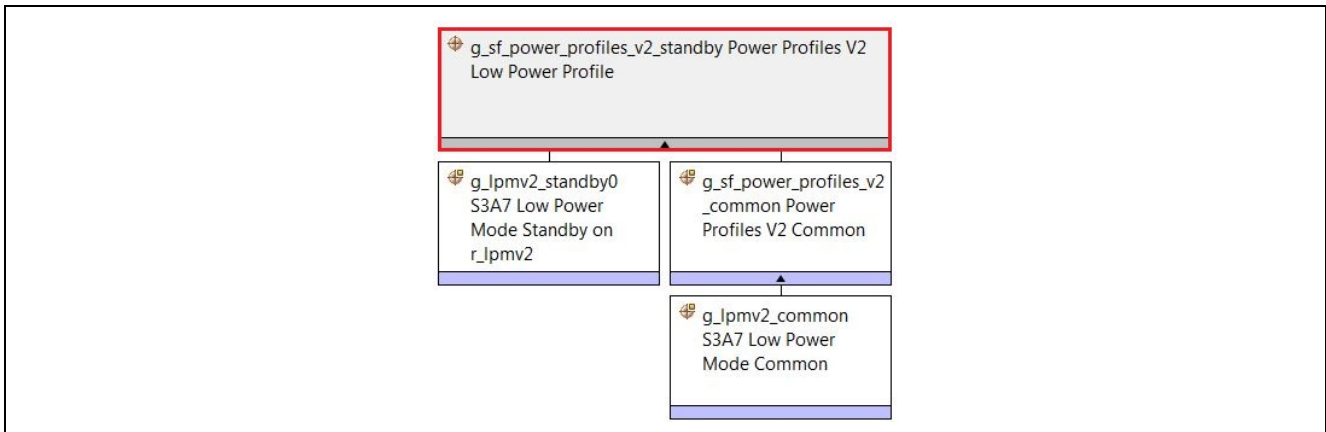 g_sf_power_profiles_v2_standby Power Profiles V2
Low Power Profile
g_lpmv2_standby0
S3A7 Low Power
Mode Standby on
r_lpmv2
g_sf_power_profiles_v2
_common Power
Profiles V2 Common
g_lpmv2_common
S3A7 Low Power
Mode Common